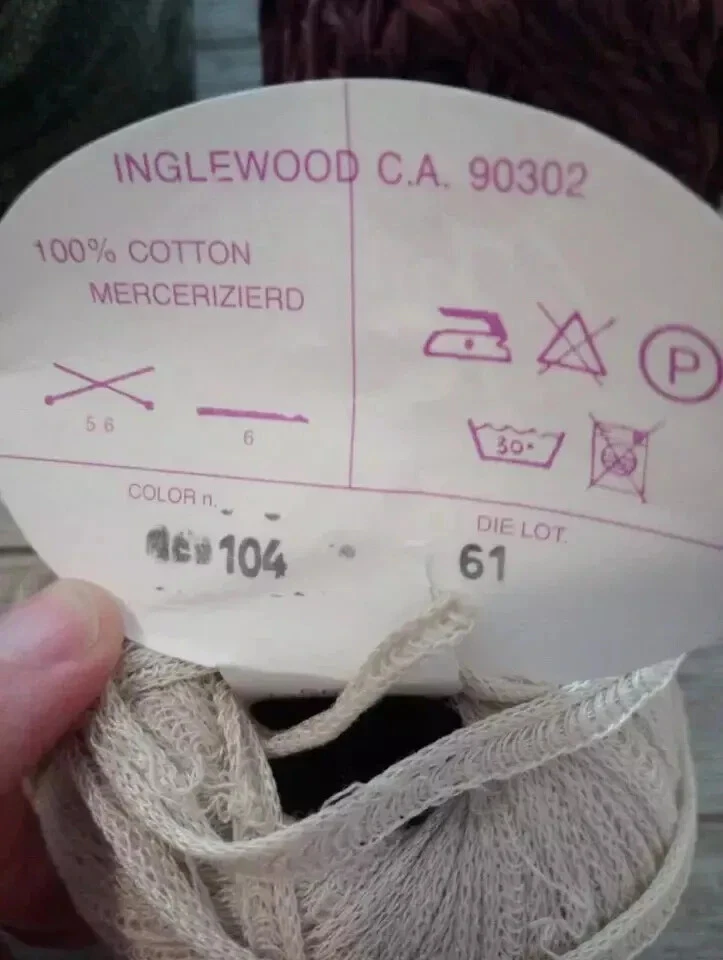 INGLEWOOD C.A. 90302
100% COTTON
MERCERIZIERD
P
5 6
6
30°
COLOR n.
104
DIE LOT.
61